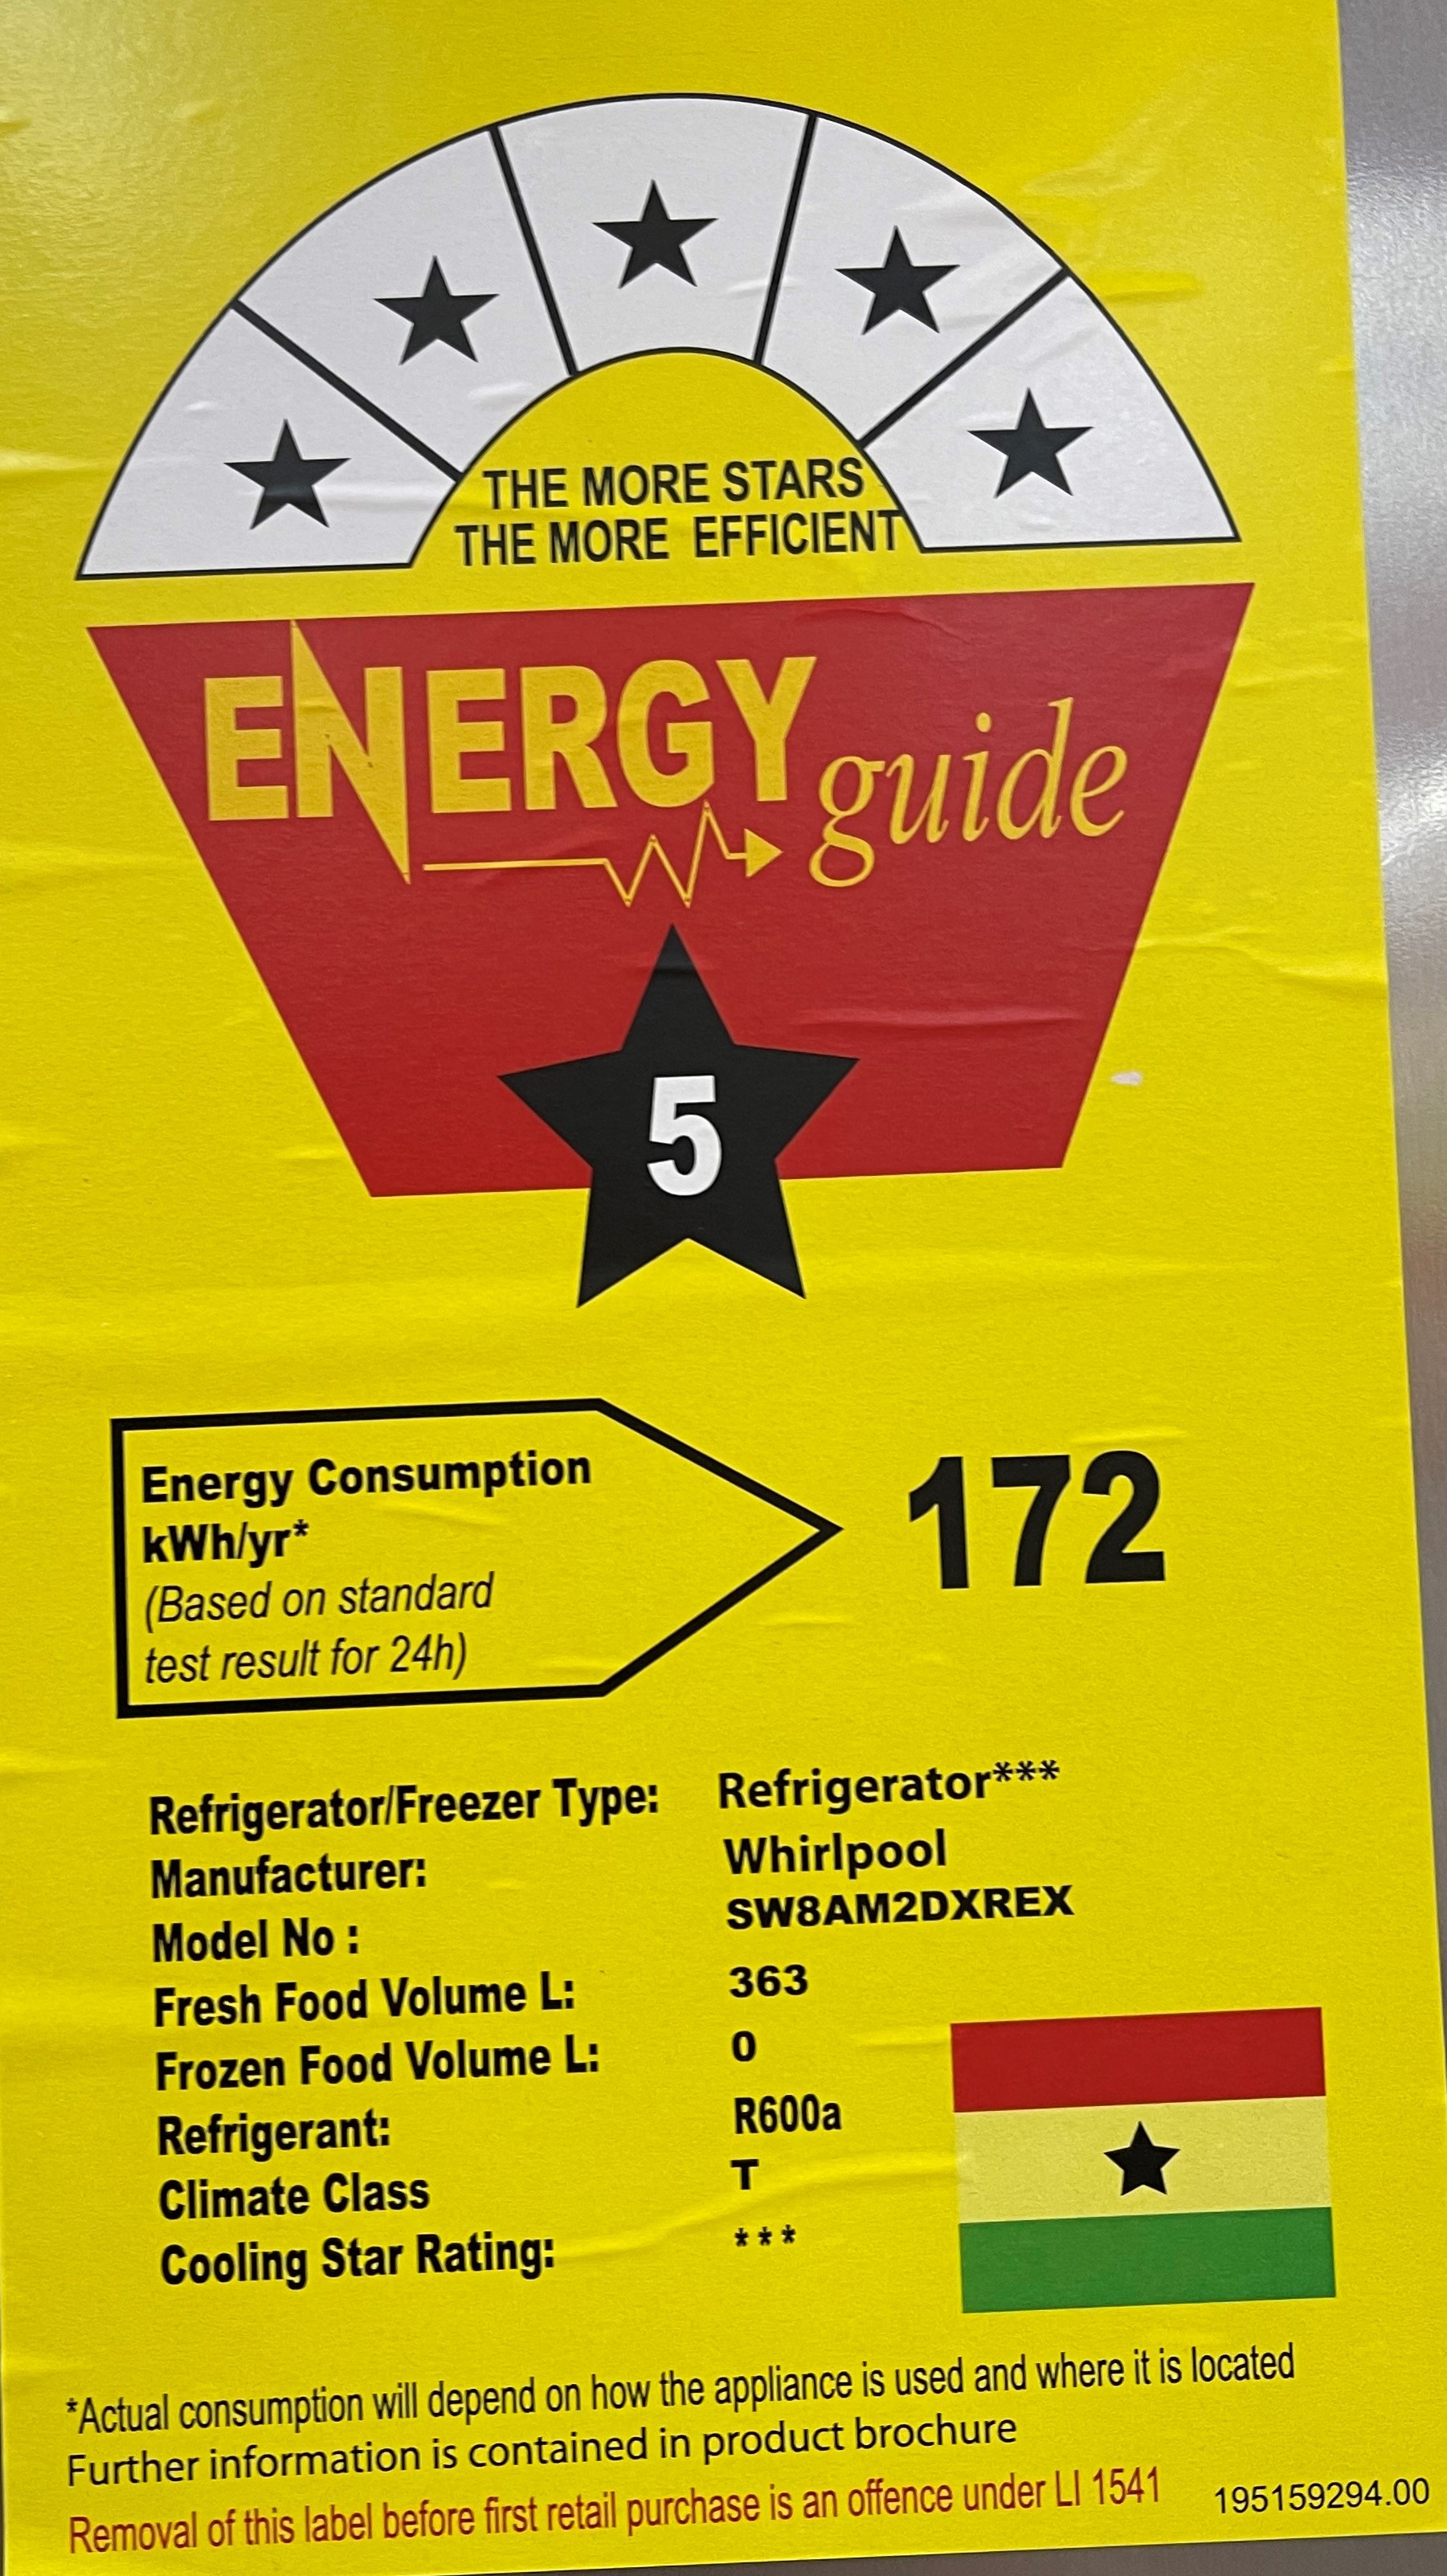 THE MORE STARS
THE MORE EFFICIENT
ENERGY guide
5
Energy Consumption
kWh/yr*
(Based on standard
test result for 24h)
172
Refrigerator/Freezer Type: Refrigerator***
Manufacturer: Whirlpool
Model No : SW8AM2DXREX
Fresh Food Volume L: 363
Frozen Food Volume L: 0
Refrigerant: R600a
Climate Class T
Cooling Star Rating: ***
*Actual consumption will depend on how the appliance is used and where it is located
Further information is contained in product brochure
Removal of this label before first retail purchase is an offence under LI 1541
195159294.00